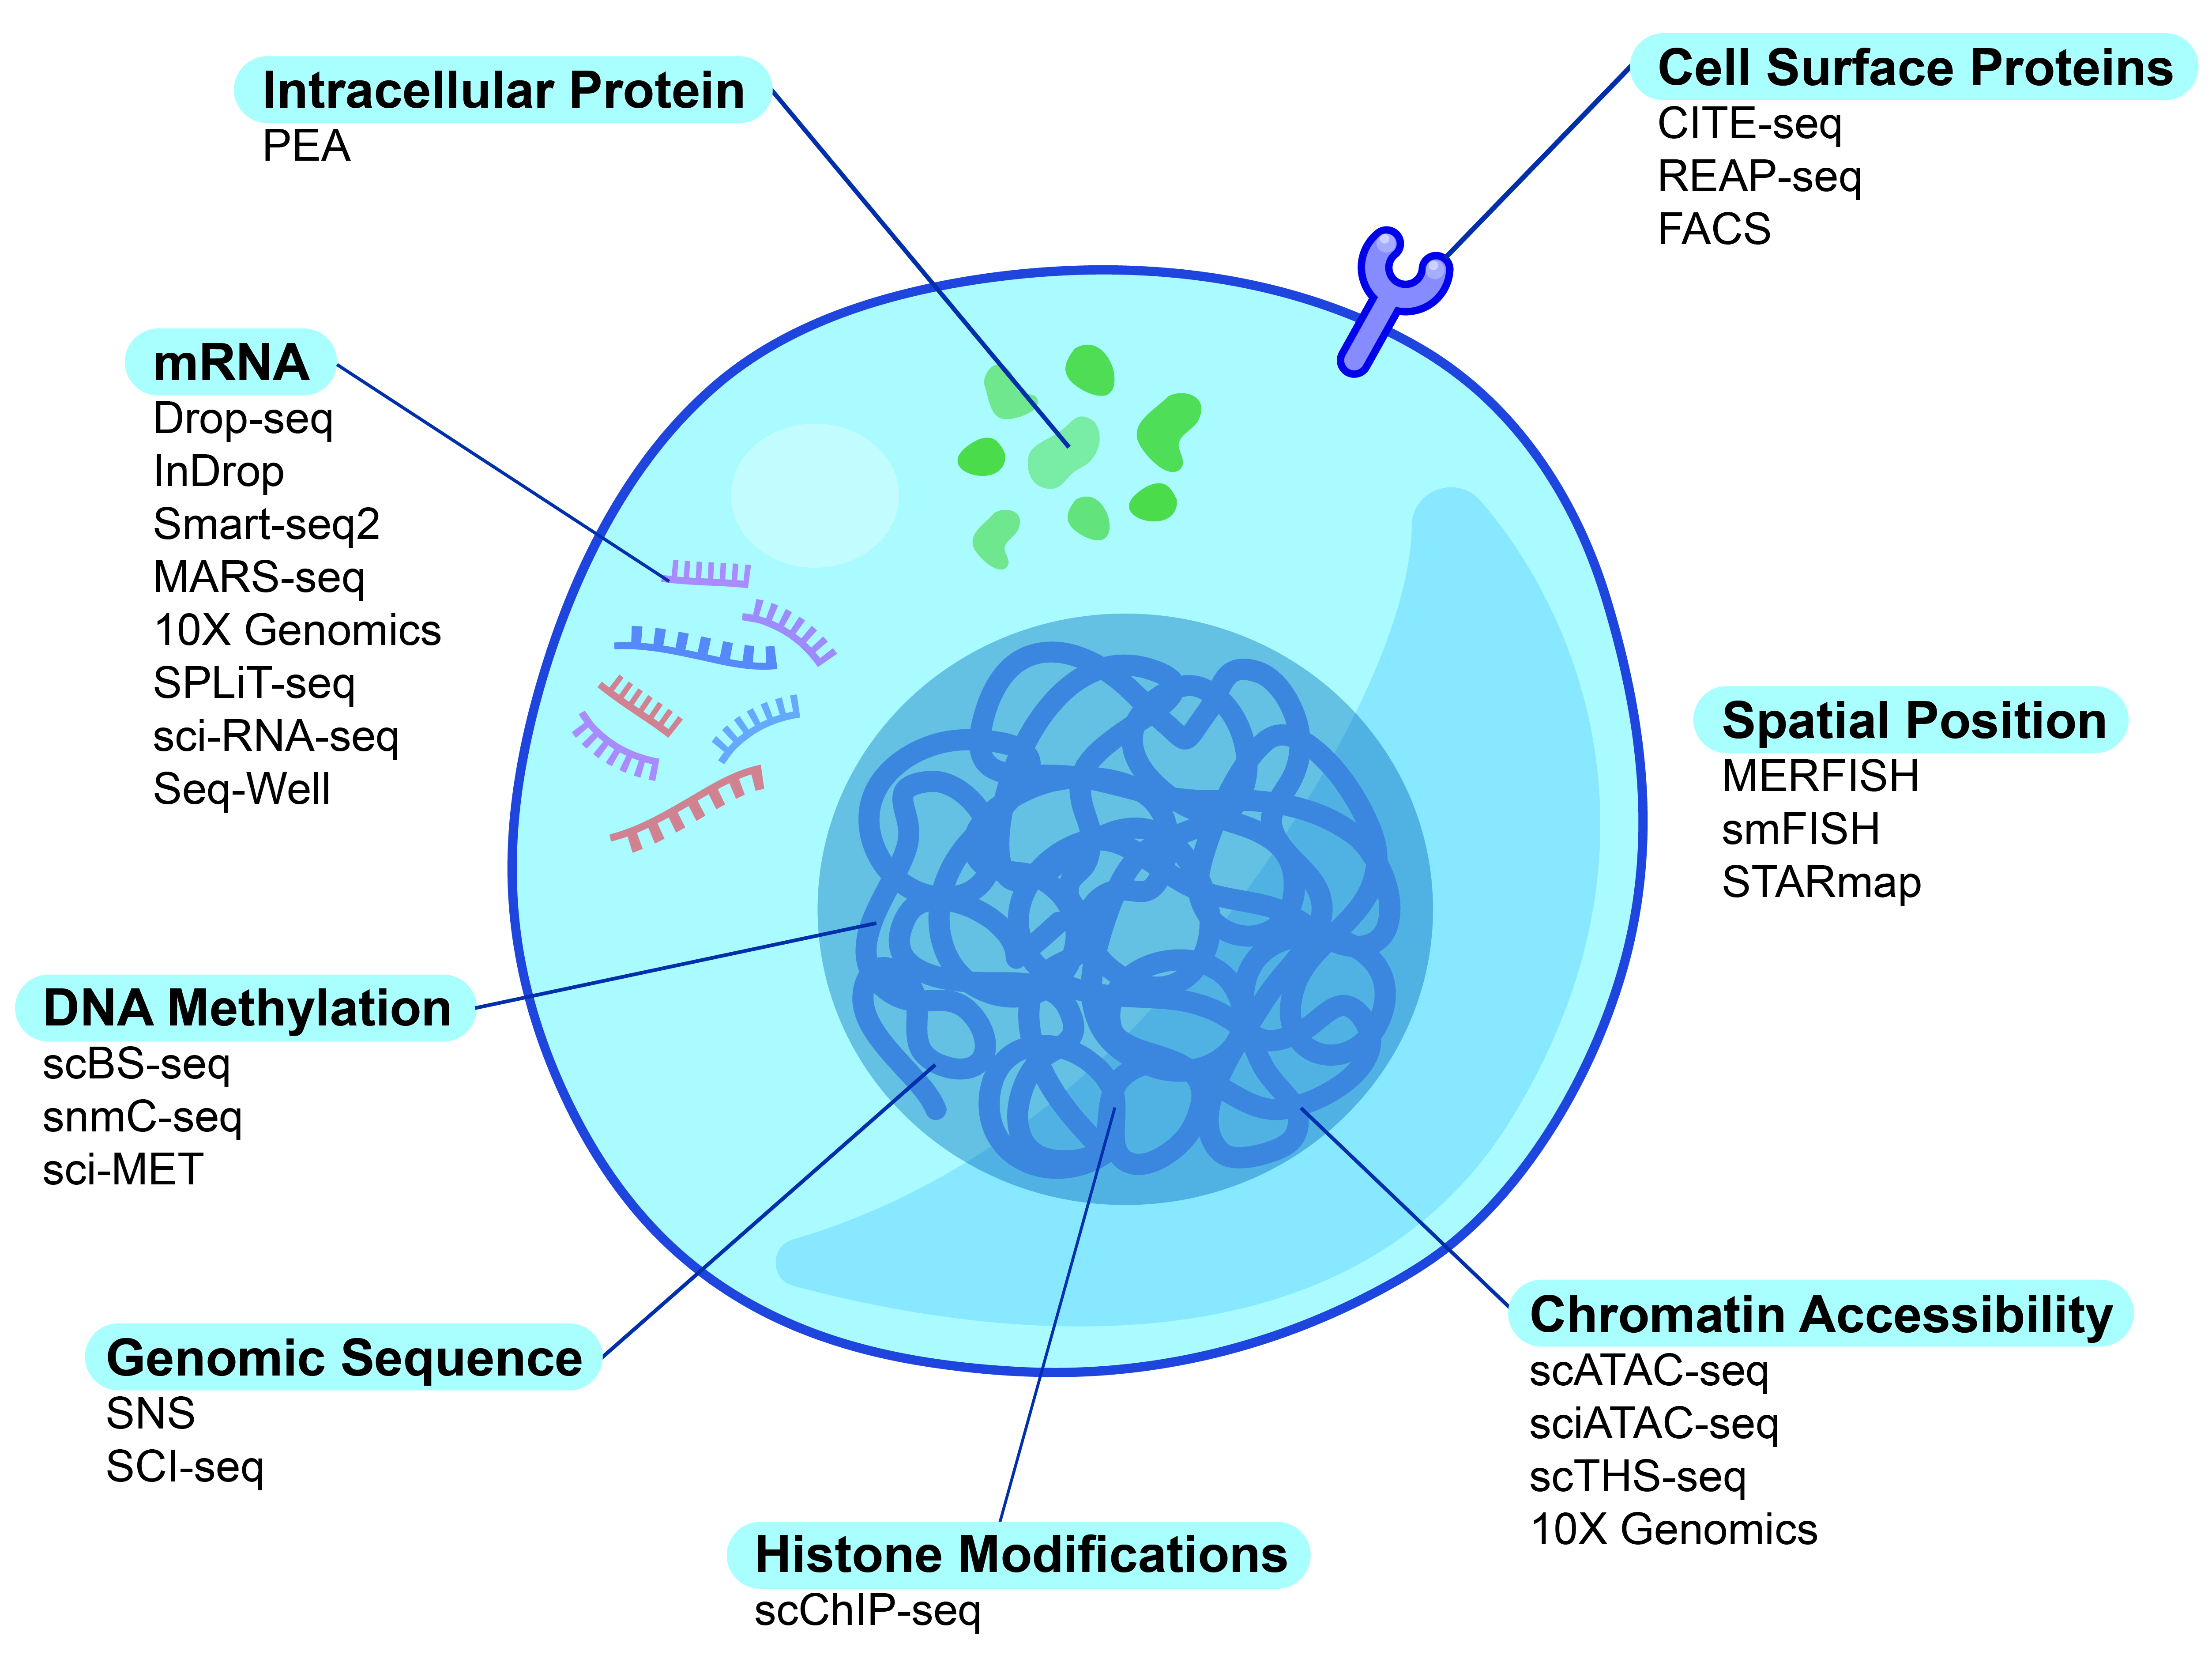 Intracellular Protein
PEA
Cell Surface Proteins
CITE-seq
REAP-seq
FACS
mRNA
Drop-seq
InDrop
Smart-seq2
MARS-seq
10X Genomics
SPLiT-seq
sci-RNA-seq
Seq-Well
Spatial Position
MERFISH
smFISH
STARmap
DNA Methylation
scBS-seq
snmC-seq
sci-MET
Genomic Sequence
SNS
SCI-seq
Histone Modifications
scChIP-seq
Chromatin Accessibility
scATAC-seq
sciATAC-seq
scTHS-seq
10X Genomics